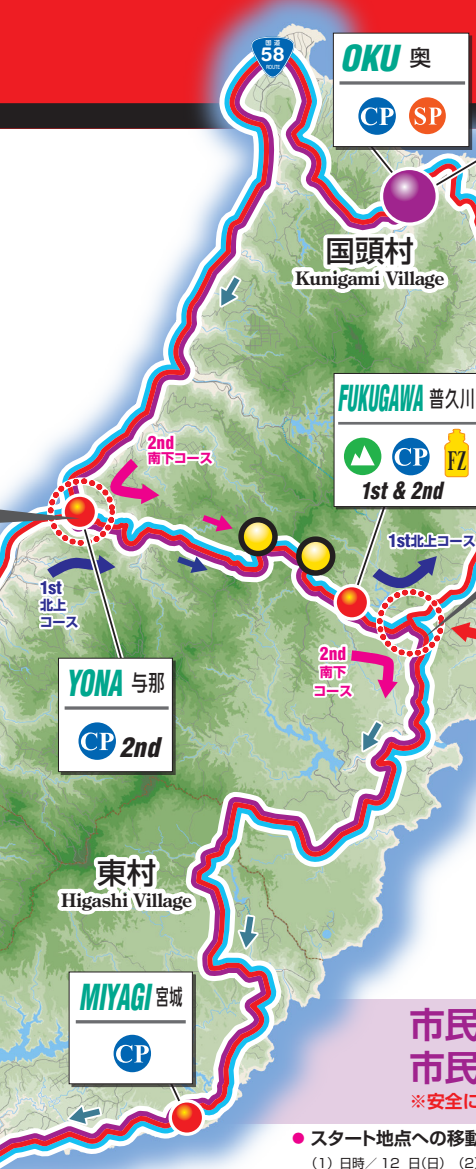 国道
58
ROUTE
OKU 奥
CP SP
国頭村
Kunigami Village
FUKUGAWA 普久川
CP FZ
1st & 2nd
2nd
南下コース
1st北上コース
1st
北上
コース
2nd
南下
コース
YONA 与那
CP 2nd
東村
Higashi Village
MIYAGI 宮城
CP
市民
市民
※安全に
● スタート地点への移動
(1) 日時／ 12 日(日) (2